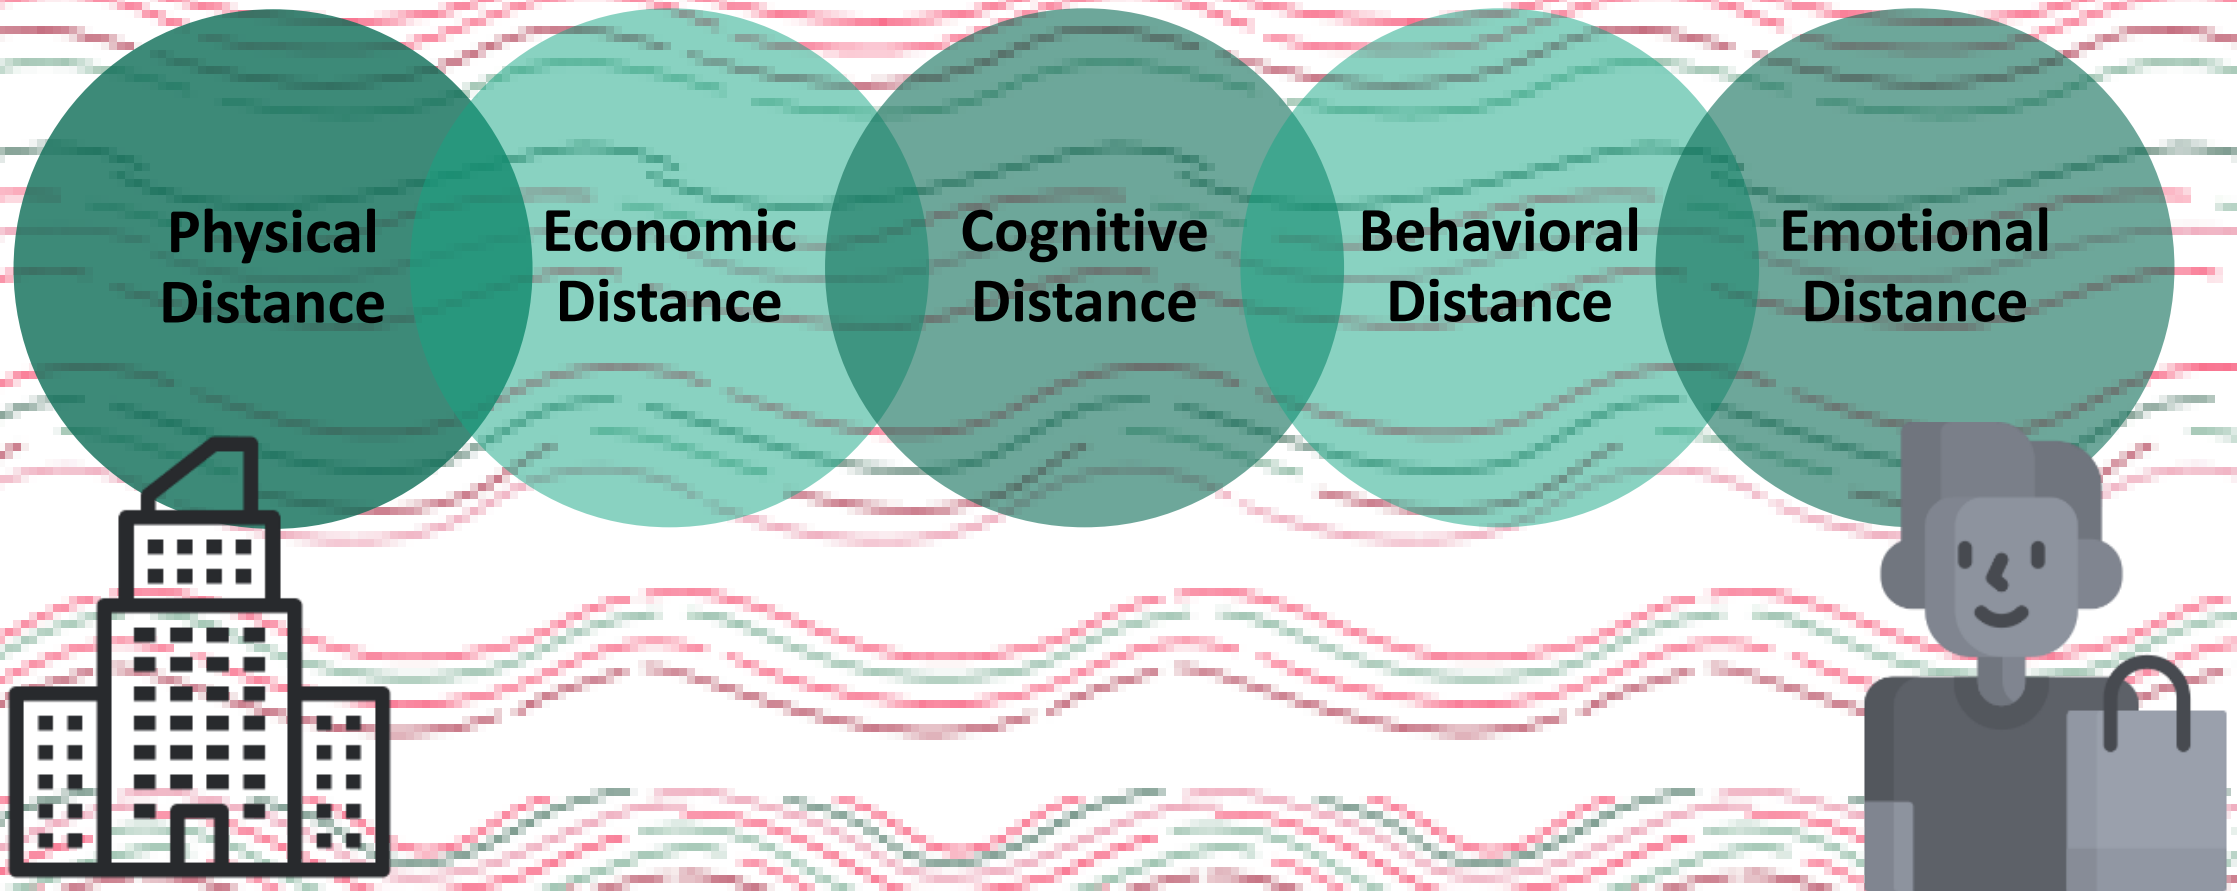 Physical
Distance
Economic
Distance
Cognitive
Distance
Behavioral
Distance
Emotional
Distance